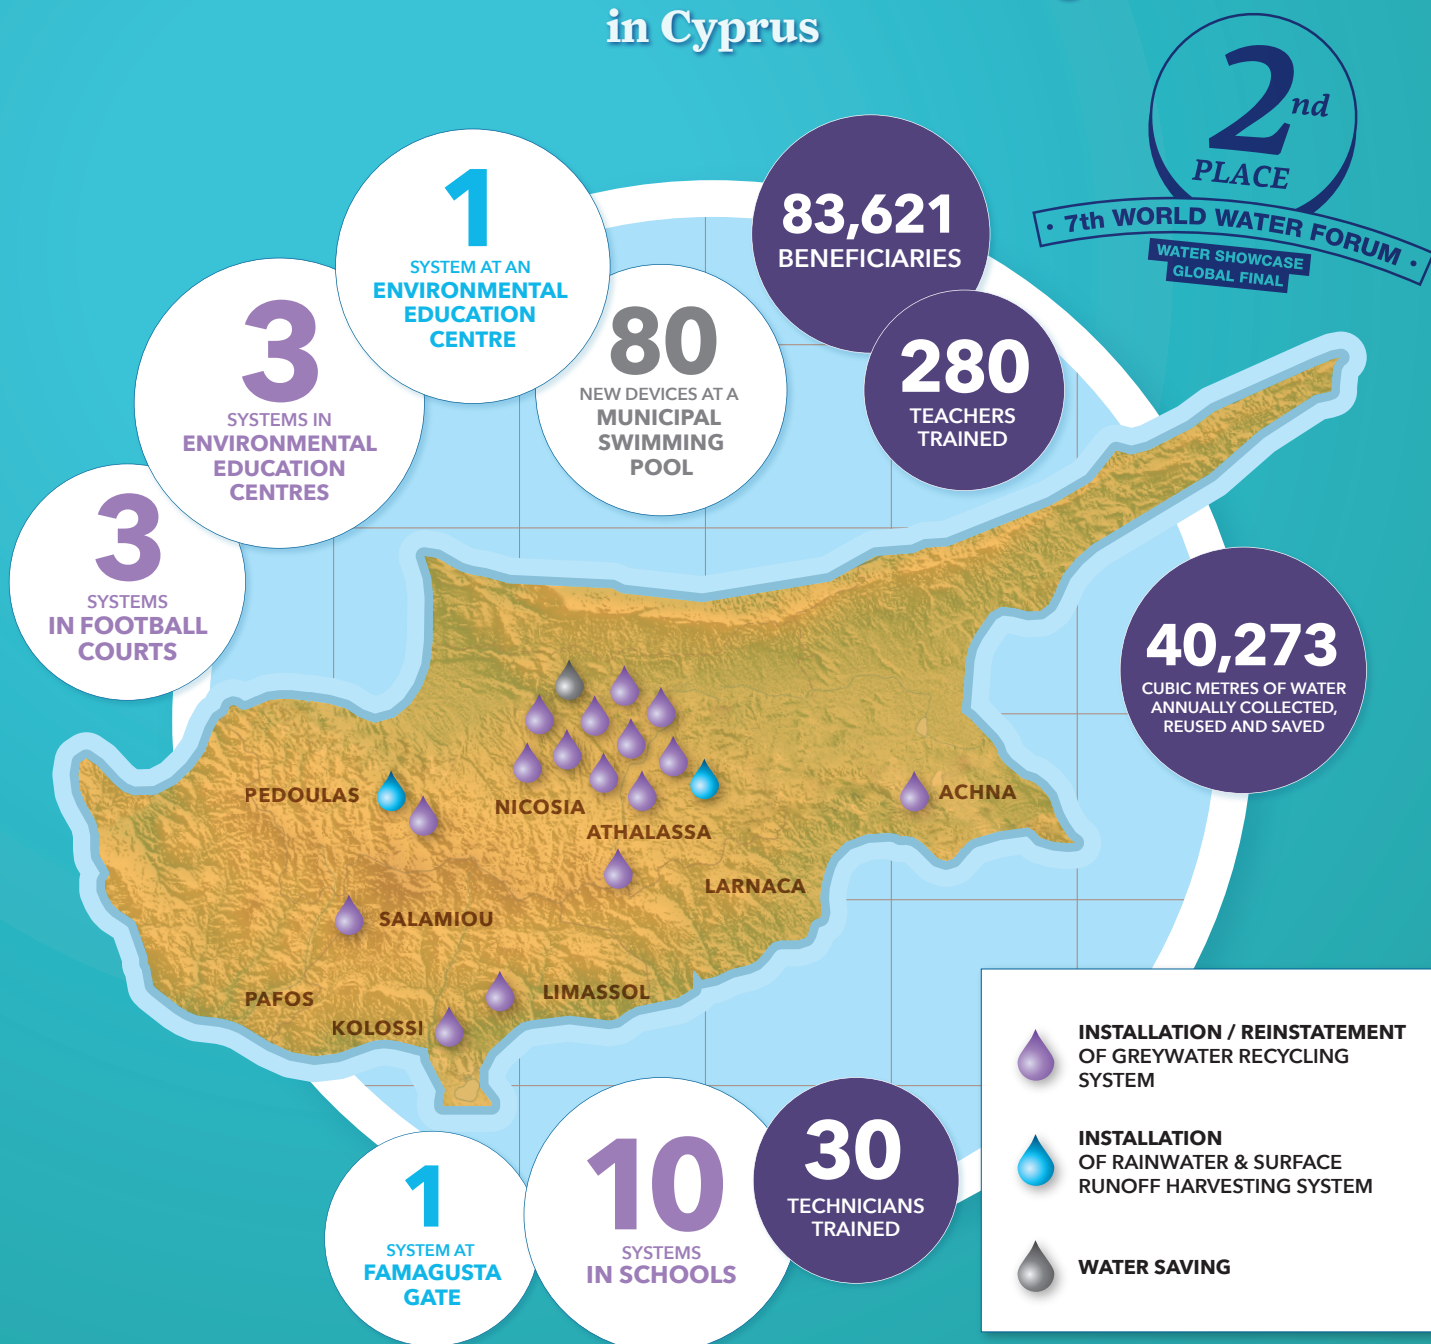 in Cyprus
2nd
PLACE
• 7th WORLD WATER FORUM •
WATER SHOWCASE
GLOBAL FINAL
1
SYSTEM AT AN
ENVIRONMENTAL
EDUCATION
CENTRE
83,621
BENEFICIARIES
3
SYSTEMS IN
ENVIRONMENTAL
EDUCATION
CENTRES
80
NEW DEVICES AT A
MUNICIPAL
SWIMMING
POOL
280
TEACHERS
TRAINED
3
SYSTEMS
IN FOOTBALL
COURTS
40,273
CUBIC METRES OF WATER
ANNUALLY COLLECTED,
REUSED AND SAVED
PEDOULAS
NICOSIA
ATHALASSA
ACHNA
LARNACA
SALAMIOU
PAFOS
LIMASSOL
KOLOSSI
INSTALLATION / REINSTATEMENT
OF GREYWATER RECYCLING
SYSTEM
INSTALLATION
OF RAINWATER & SURFACE
RUNOFF HARVESTING SYSTEM
WATER SAVING
1
SYSTEM AT
FAMAGUSTA
GATE
10
SYSTEMS
IN SCHOOLS
30
TECHNICIANS
TRAINED